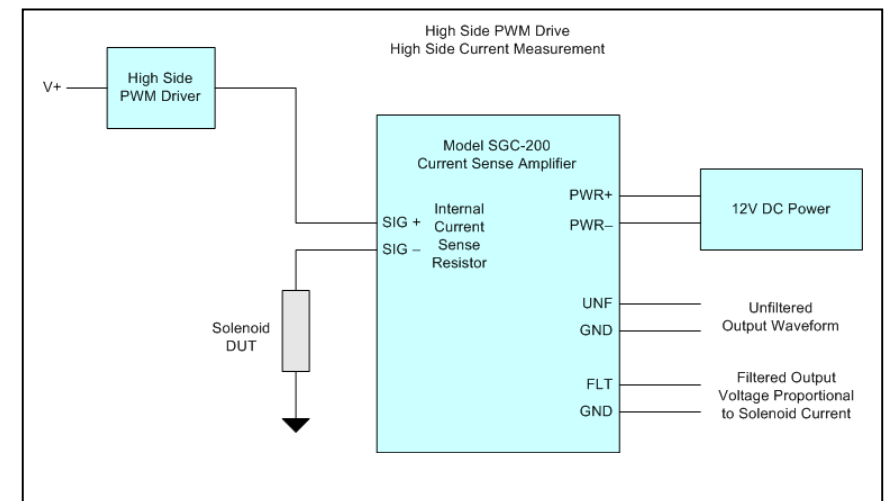 High Side PWM Drive
High Side Current Measurement
V+
High Side
PWM Driver
Model SGC-200
Current Sense Amplifier
SIG +
SIG –
Internal
Current
Sense
Resistor
PWR+
PWR–
12V DC Power
Solenoid
DUT
UNF
GND
Unfiltered
Output Waveform
FLT
GND
Filtered Output
Voltage Proportional
to Solenoid Current